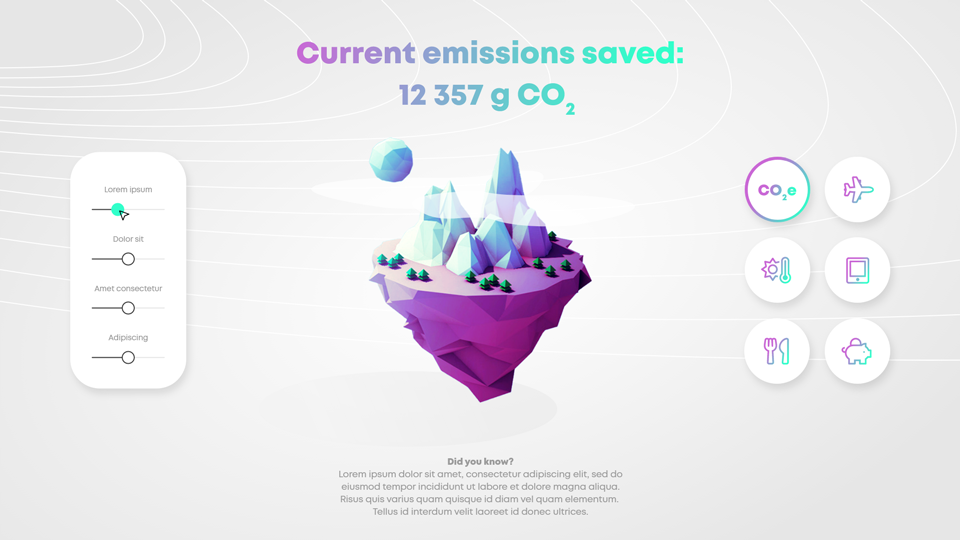 Current emissions saved:
12 357 g CO2
Lorem ipsum
Dolor sit
Amet consectetur
Adipiscing
CO2e
Did you know?
Lorem ipsum dolor sit amet, consectetur adipiscing elit, sed do
eiusmod tempor incididunt ut labore et dolore magna aliqua.
Risus quis varius quam quisque id diam vel quam elementum.
Tellus id interdum velit laoreet id donec ultrices.